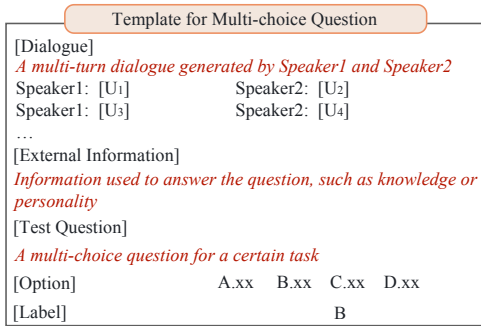 Template for Multi-choice Question
[Dialogue]
A multi-turn dialogue generated by Speaker1 and Speaker2
Speaker1: [U1] Speaker2: [U2]
Speaker1: [U3] Speaker2: [U4]
…
[External Information]
Information used to answer the question, such as knowledge or
personality
[Test Question]
A multi-choice question for a certain task
[Option] A.xx B.xx C.xx D.xx
[Label] B